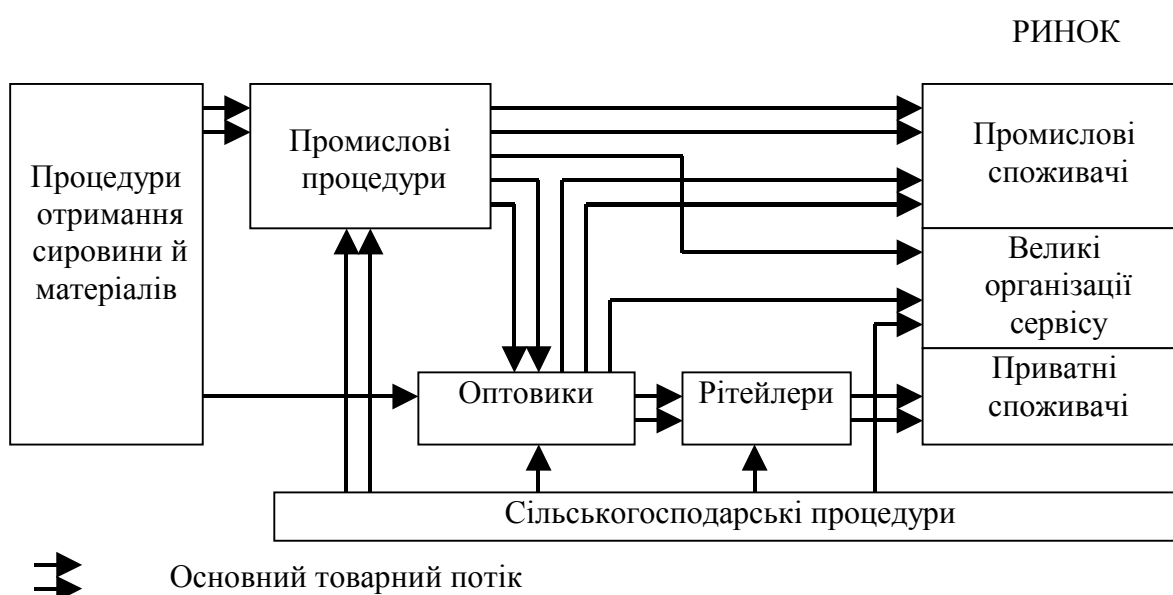 РИНОК
Процедури
отримання
сировини й
матеріалів
Промислові
процедури
Промислові
споживачі
Великі
організації
сервісу
Приватні
споживачі
Оптовики
Рітейлери
Сільськогосподарські процедури
Основний товарний потік